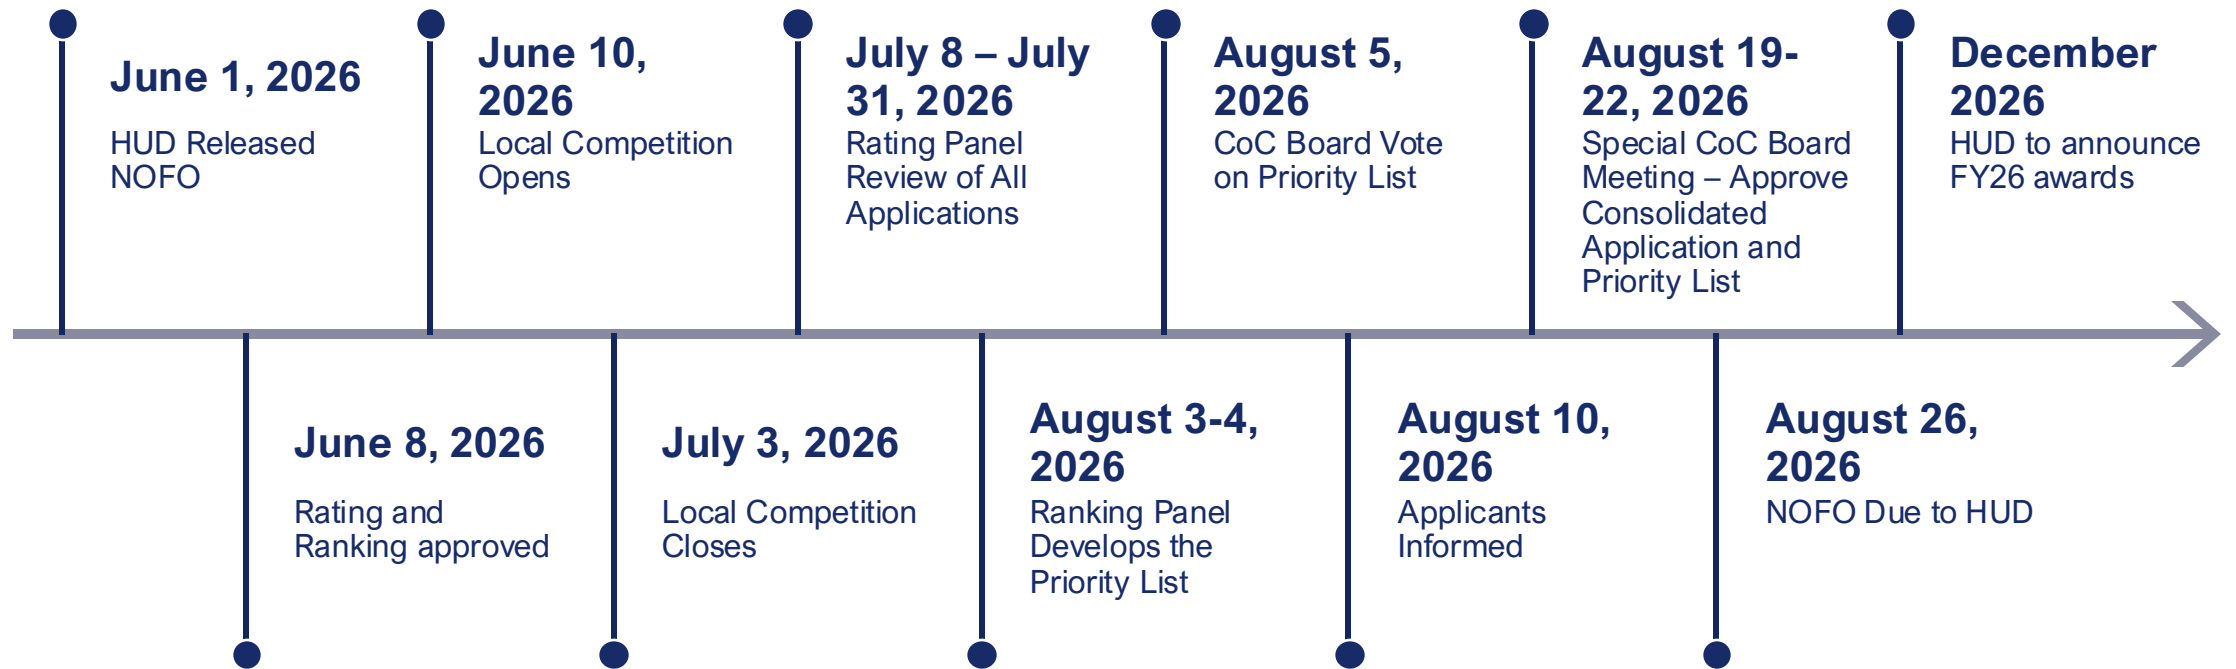 June 1, 2026
HUD Released
NOFO
June 8, 2026
Rating and
Ranking approved
June 10,
2026
Local Competition
Opens
July 3, 2026
Local Competition
Closes
July 8 – July
31, 2026
Rating Panel
Review of All
Applications
August 3-4,
2026
Ranking Panel
Develops the
Priority List
August 5,
2026
CoC Board Vote
on Priority List
August 10,
2026
Applicants
Informed
August 19-
22, 2026
Special CoC Board
Meeting – Approve
Consolidated
Application and
Priority List
August 26,
2026
NOFO Due to HUD
December
2026
HUD to announce
FY26 awards